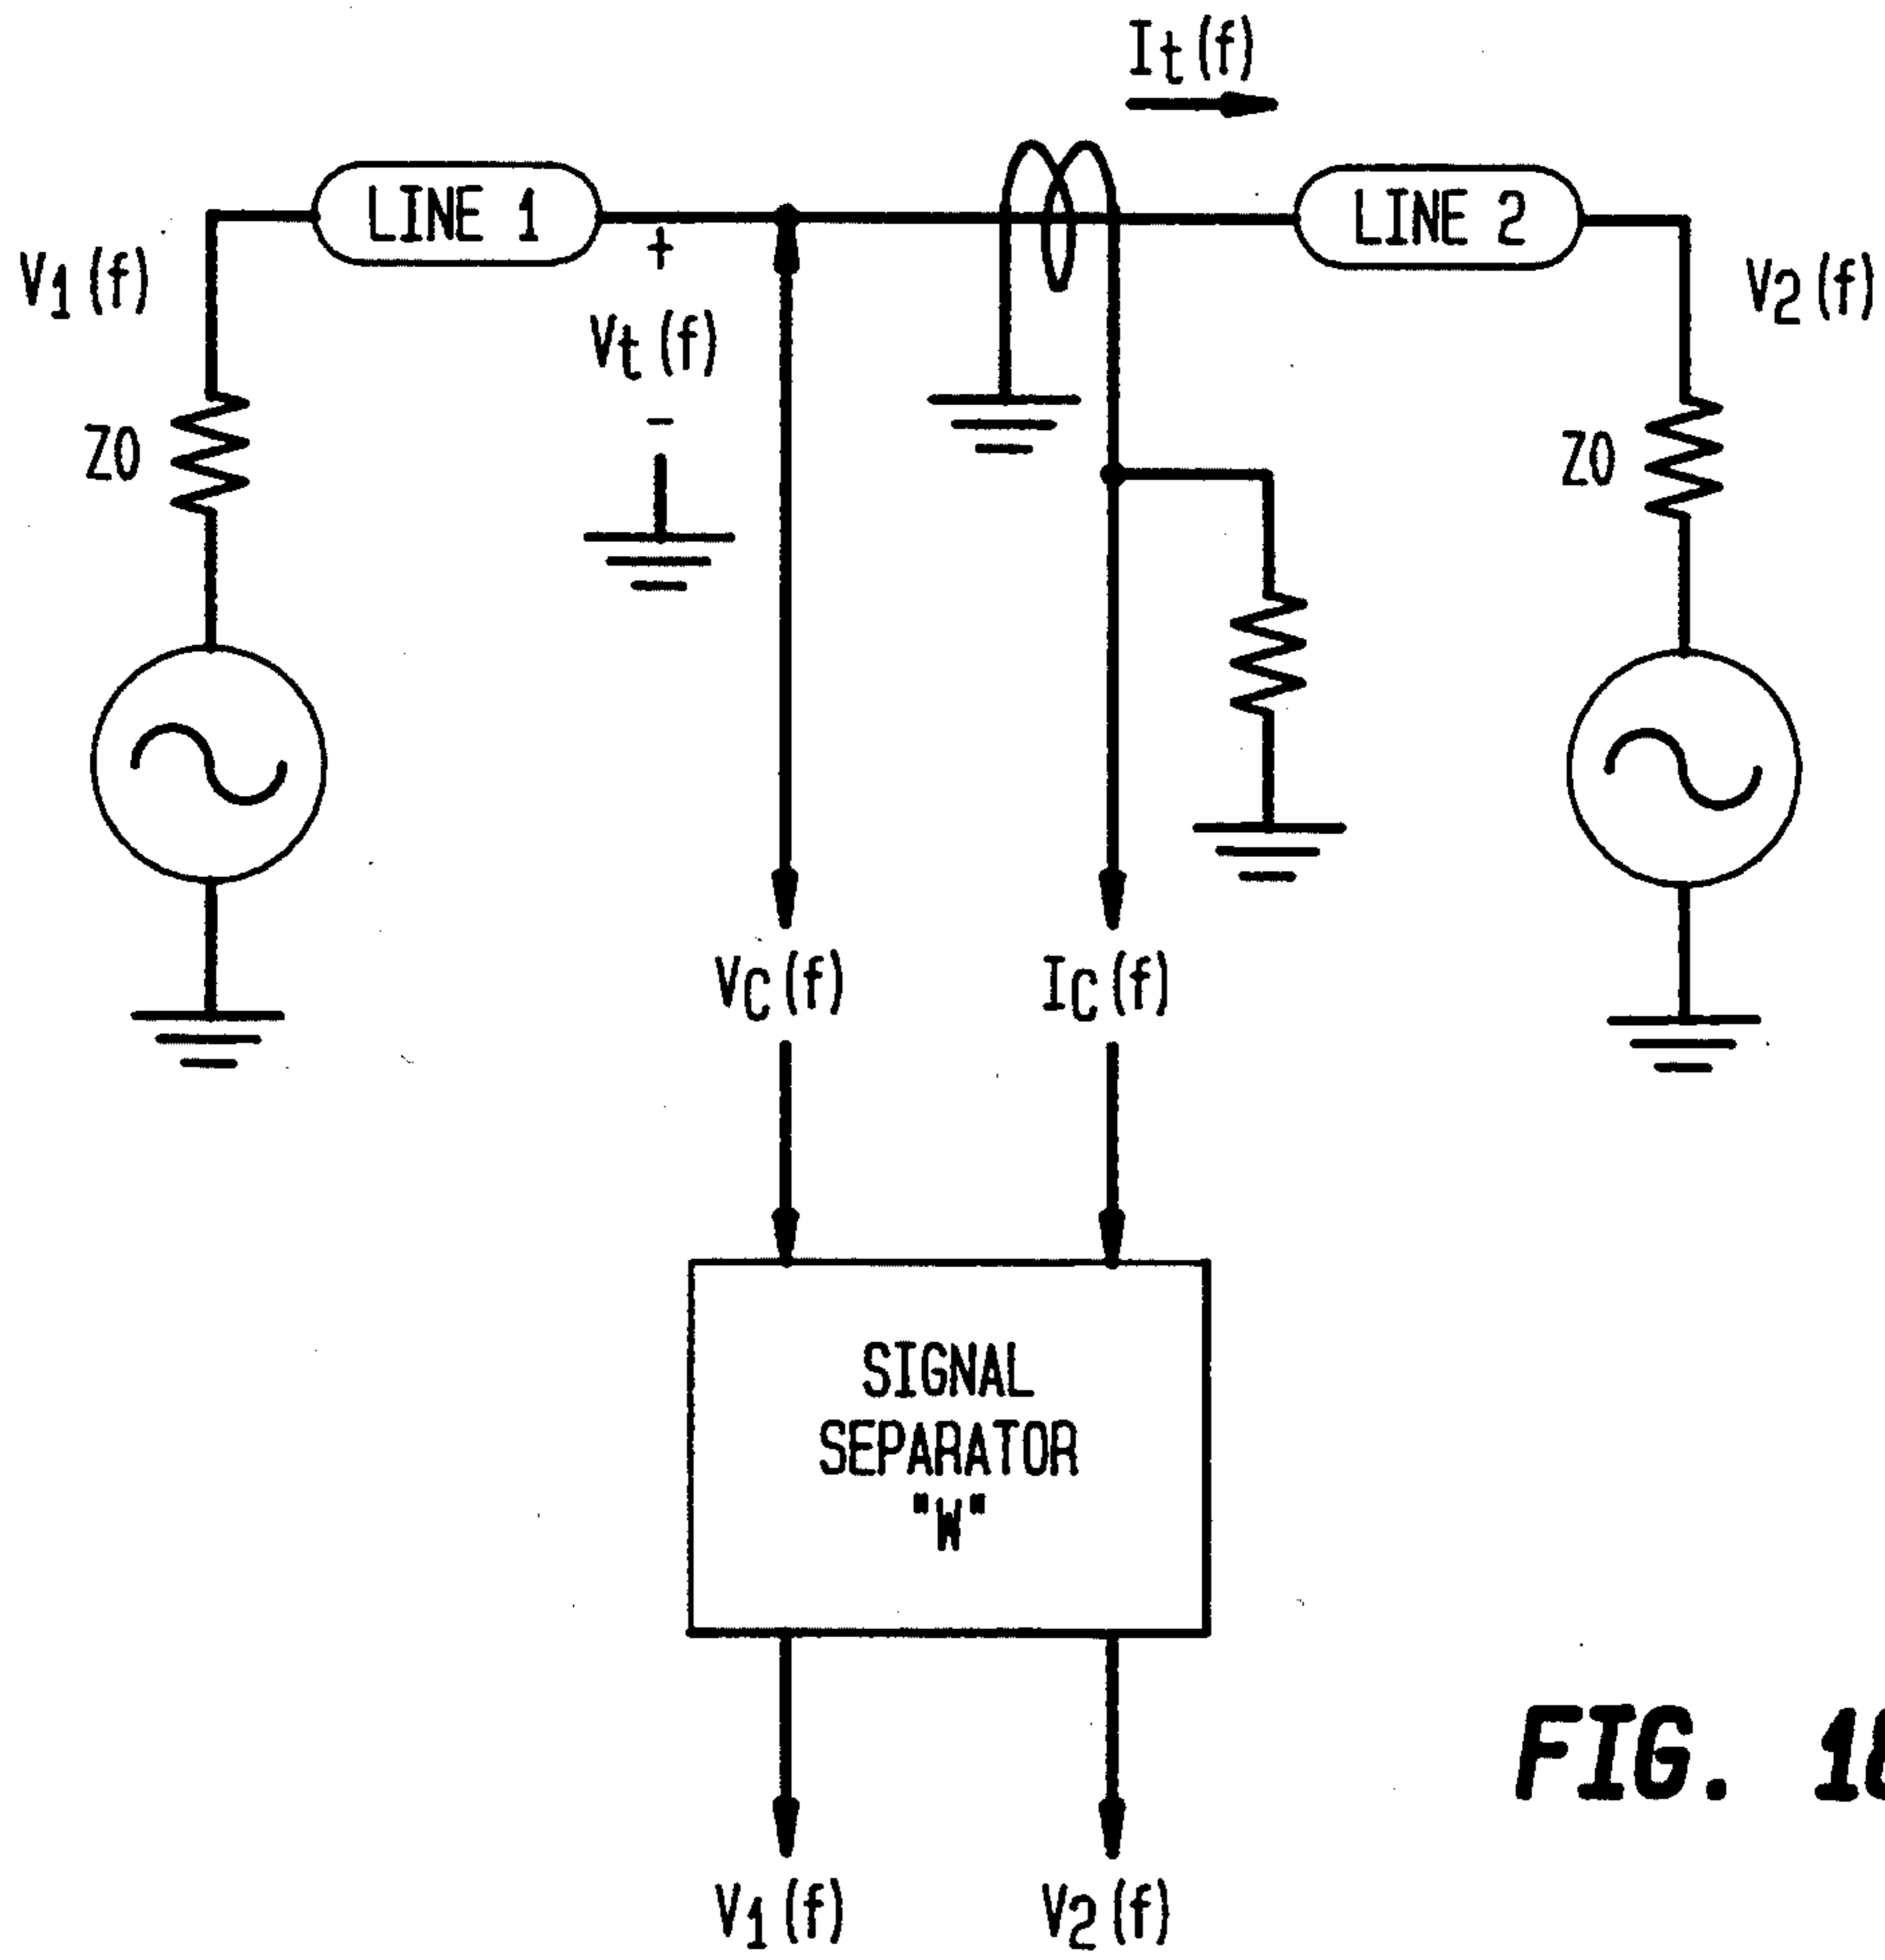 It(f)
LINE 1
LINE 2
V1(f)
+
Vt(f)
-
V2(f)
Z0
Z0
VC(f)
IC(f)
SIGNAL
SEPARATOR
"W"
FIG.
V1(f)
V2(f)